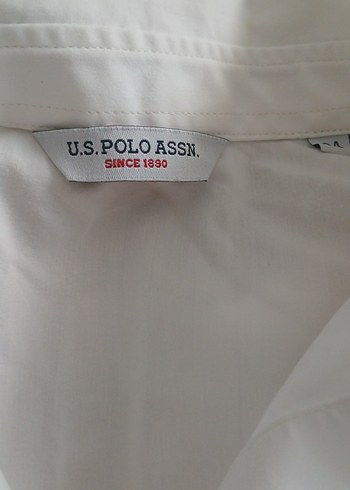 U.S. POLO ASSN.
SINCE 1890